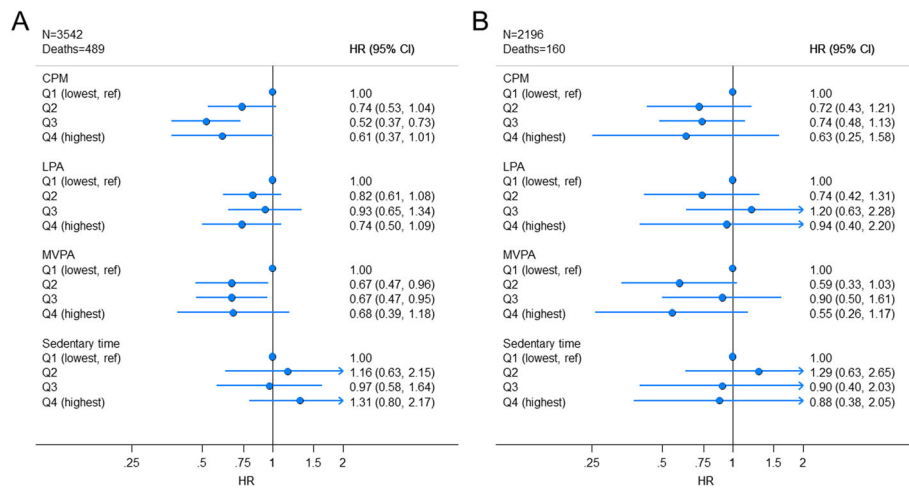 A
N=3542
Deaths=489 HR (95% CI)
CPM
Q1 (lowest, ref) 1.00
Q2 0.74 (0.53, 1.04)
Q3 0.52 (0.37, 0.73)
Q4 (highest) 0.61 (0.37, 1.01)
LPA
Q1 (lowest, ref) 1.00
Q2 0.82 (0.61, 1.08)
Q3 0.93 (0.65, 1.34)
Q4 (highest) 0.74 (0.50, 1.09)
MVPA
Q1 (lowest, ref) 1.00
Q2 0.67 (0.47, 0.96)
Q3 0.67 (0.47, 0.95)
Q4 (highest) 0.68 (0.39, 1.18)
Sedentary time
Q1 (lowest, ref) 1.00
Q2 1.16 (0.63, 2.15)
Q3 0.97 (0.58, 1.64)
Q4 (highest) 1.31 (0.80, 2.17)
.25 .5 .75 1 1.5 2
HR
B
N=2196
Deaths=160 HR (95% CI)
CPM
Q1 (lowest, ref) 1.00
Q2 0.72 (0.43, 1.21)
Q3 0.74 (0.48, 1.13)
Q4 (highest) 0.63 (0.25, 1.58)
LPA
Q1 (lowest, ref) 1.00
Q2 0.74 (0.42, 1.31)
Q3 1.20 (0.63, 2.28)
Q4 (highest) 0.94 (0.40, 2.20)
MVPA
Q1 (lowest, ref) 1.00
Q2 0.59 (0.33, 1.03)
Q3 0.90 (0.50, 1.61)
Q4 (highest) 0.55 (0.26, 1.17)
Sedentary time
Q1 (lowest, ref) 1.00
Q2 1.29 (0.63, 2.65)
Q3 0.90 (0.40, 2.03)
Q4 (highest) 0.88 (0.38, 2.05)
.25 .5 .75 1 1.5 2
HR